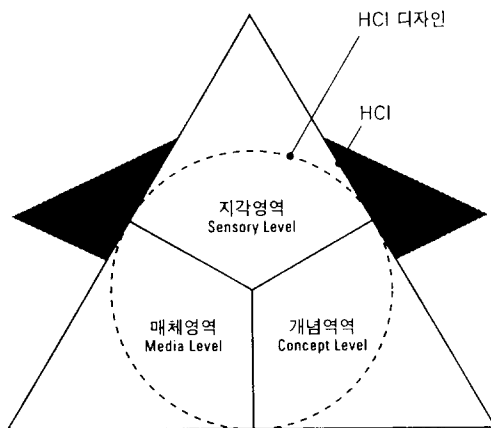 HCI 디자인
HCI
지각영역
Sensory Level
매체영역
Media Level
개념역역
Concept Level